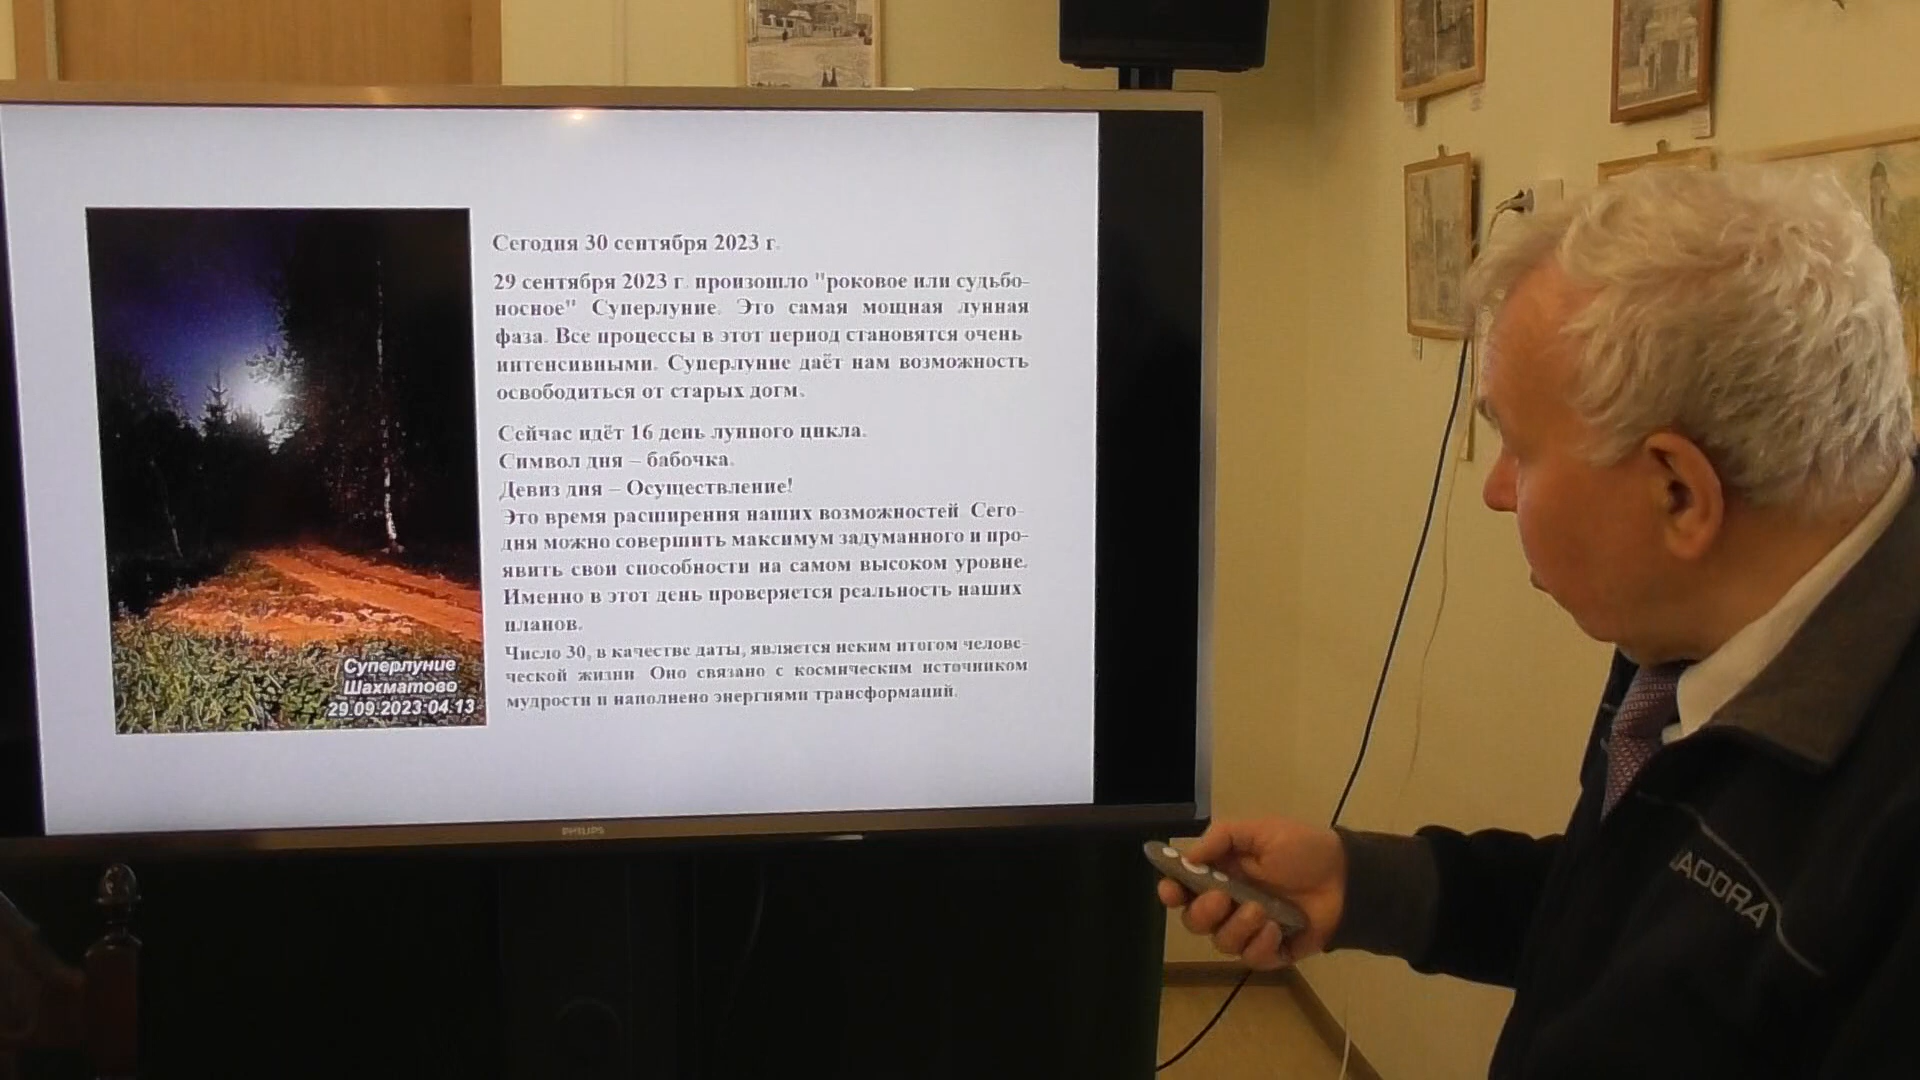 Сегодня 30 сентября 2023 г.
29 сентября 2023 г. произошло "роковое или судьбо-
носное" Суперлуние. Это самая мощная лунная
фаза. Все процессы в этот период становятся очень
интенсивными. Суперлуние даёт нам возможность
освободиться от старых догм.
Сейчас идёт 16 день лунного цикла.
Символ дня – бабочка.
Девиз дня – Осуществление!
Это время расширения наших возможностей. Сего-
дня можно совершить максимум задуманного и про-
явить свои способности на самом высоком уровне.
Именно в этот день проверяется реальность наших
планов.
Число 30, в качестве даты, является неким итогом челове-
ческой жизни. Оно связано с космическим источником
мудрости и наполнено энергиями трансформаций.
Суперлуние
Шахматово
29.09.2023 04.13
PHILIPS
IADORA